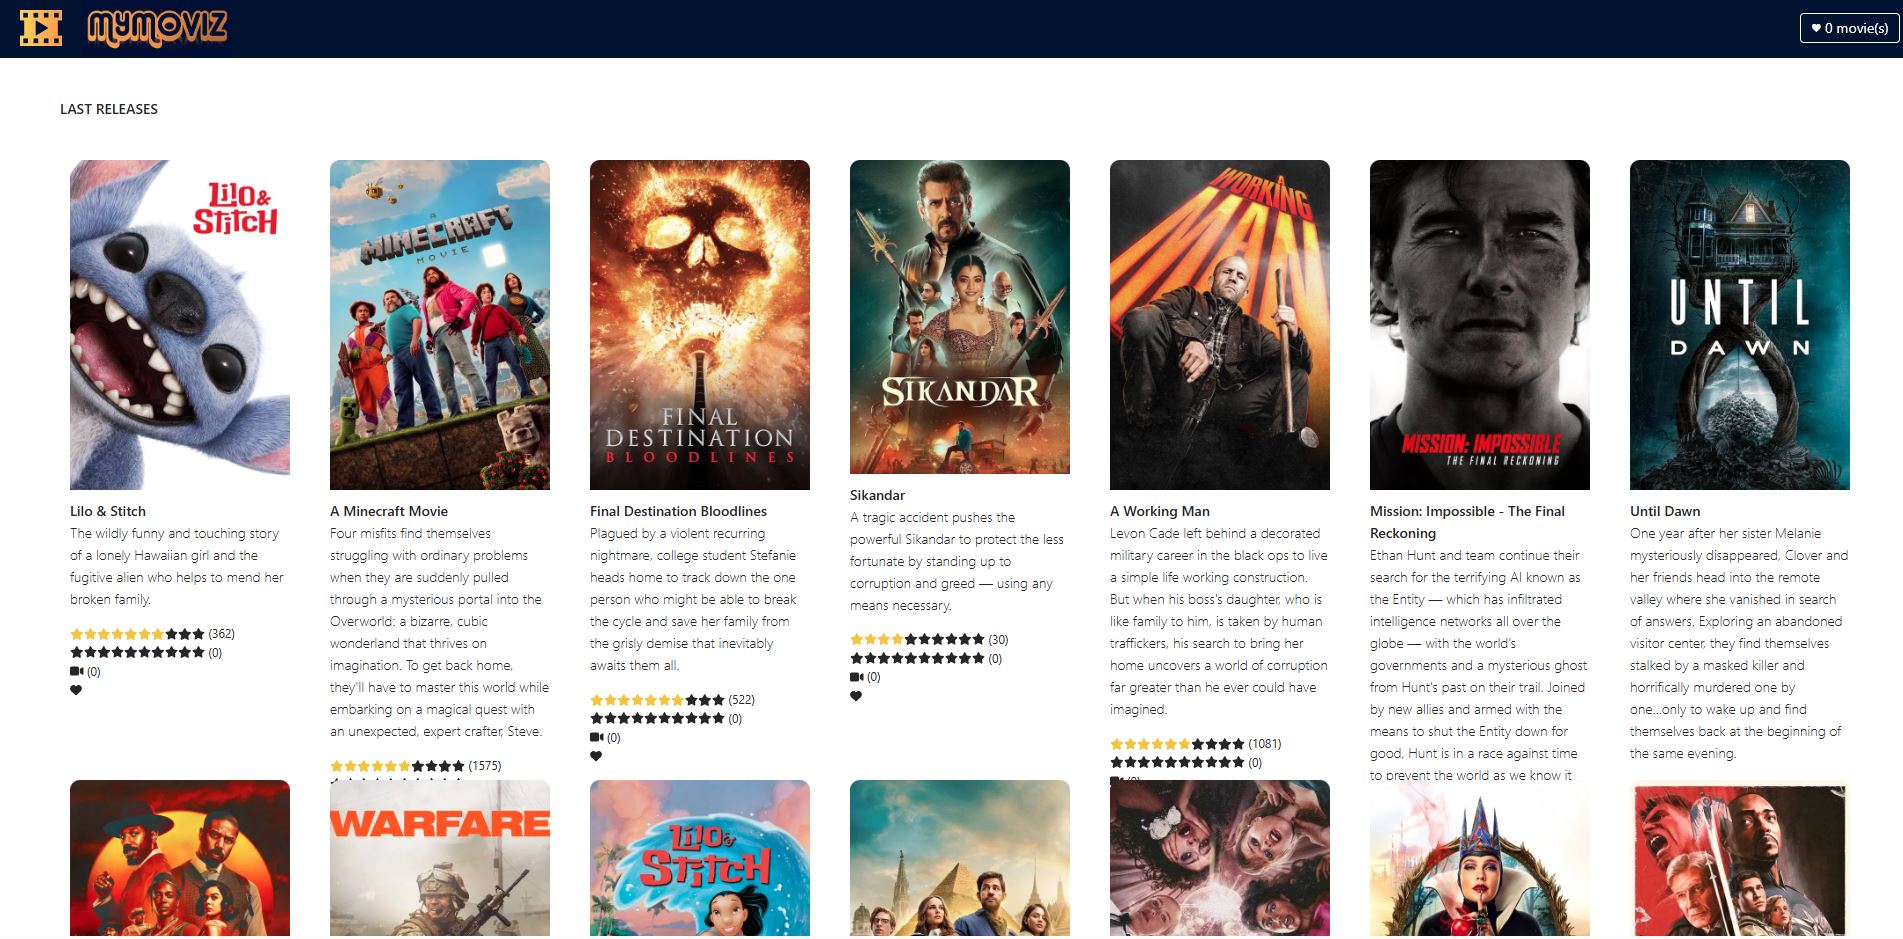 MYMOVIZ
0 movie(s)
LAST RELEASES
LiLO &
STiTCH
A
MINECRAFT
MOVIE
FINAL
DESTINATION
BLOODLINES
SIKANDAR
A
WORKING
MAN
MISSION: IMPOSSIBLE
THE FINAL RECKONING
UNTIL
DAWN
Lilo & Stitch
The wildly funny and touching story
of a lonely Hawaiian girl and the
fugitive alien who helps to mend her
broken family.
(362)
(0)
(0)
A Minecraft Movie
Four misfits find themselves
struggling with ordinary problems
when they are suddenly pulled
through a mysterious portal into the
Overworld: a bizarre, cubic
wonderland that thrives on
imagination. To get back home,
they'll have to master this world while
embarking on a magical quest with
an unexpected, expert crafter, Steve.
(1575)
Final Destination Bloodlines
Plagued by a violent recurring
nightmare, college student Stefanie
heads home to track down the one
person who might be able to break
the cycle and save her family from
the grisly demise that inevitably
awaits them all.
(522)
(0)
(0)
Sikandar
A tragic accident pushes the
powerful Sikandar to protect the less
fortunate by standing up to
corruption and greed — using any
means necessary.
(30)
(0)
(0)
A Working Man
Levon Cade left behind a decorated
military career in the black ops to live
a simple life working construction.
But when his boss's daughter, who is
like family to him, is taken by human
traffickers, his search to bring her
home uncovers a world of corruption
far greater than he ever could have
imagined.
(1081)
(0)
(0)
Mission: Impossible - The Final
Reckoning
Ethan Hunt and team continue their
search for the terrifying AI known as
the Entity — which has infiltrated
intelligence networks all over the
globe — with the world's
governments and a mysterious ghost
from Hunt's past on their trail. Joined
by new allies and armed with the
means to shut the Entity down for
good, Hunt is in a race against time
to prevent the world as we know it
Until Dawn
One year after her sister Melanie
mysteriously disappeared, Clover and
her friends head into the remote
valley where she vanished in search
of answers. Exploring an abandoned
visitor center, they find themselves
stalked by a masked killer and
horrifically murdered one by
one...only to wake up and find
themselves back at the beginning of
the same evening.
WARFARE
LiLO &
STiTCH